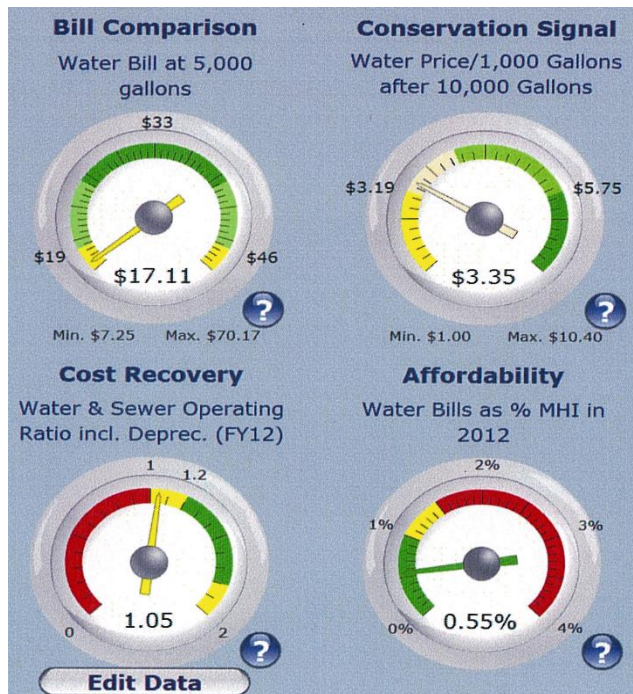 Bill Comparison
Water Bill at 5,000
gallons
$33
$19
$46
$17.11
?
Min. $7.25 Max. $70.17
Conservation Signal
Water Price/1,000 Gallons
after 10,000 Gallons
$3.19
$5.75
$3.35
?
Min. $1.00 Max. $10.40
Cost Recovery
Water & Sewer Operating
Ratio incl. Deprec. (FY12)
1
1.2
0
2
1.05
?
Edit Data
Affordability
Water Bills as % MHI in
2012
2%
1%
3%
0%
4%
0.55%
?